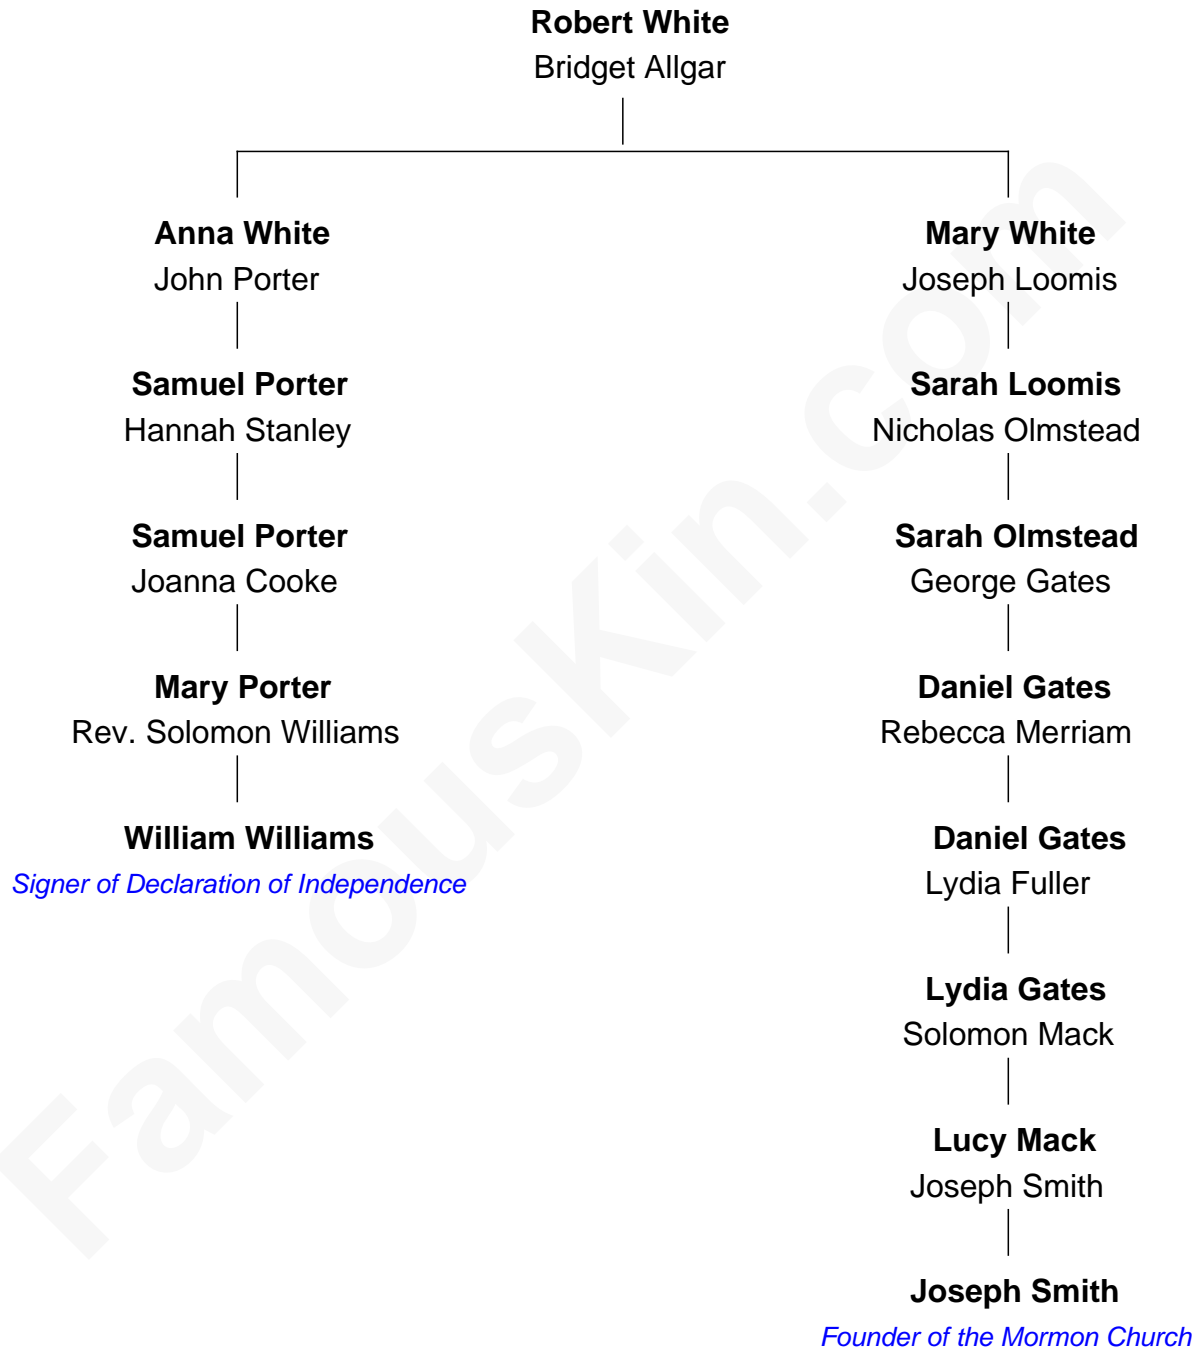 Robert White
Bridget Allgar
Anna White
John Porter
Samuel Porter
Hannah Stanley
Samuel Porter
Joanna Cooke
Mary Porter
Rev. Solomon Williams
William Williams
Signer of Declaration of Independence
Mary White
Joseph Loomis
Sarah Loomis
Nicholas Olmstead
Sarah Olmstead
George Gates
Daniel Gates
Rebecca Merriam
Daniel Gates
Lydia Fuller
Lydia Gates
Solomon Mack
Lucy Mack
Joseph Smith
Joseph Smith
Founder of the Mormon Church
FamousKin.com